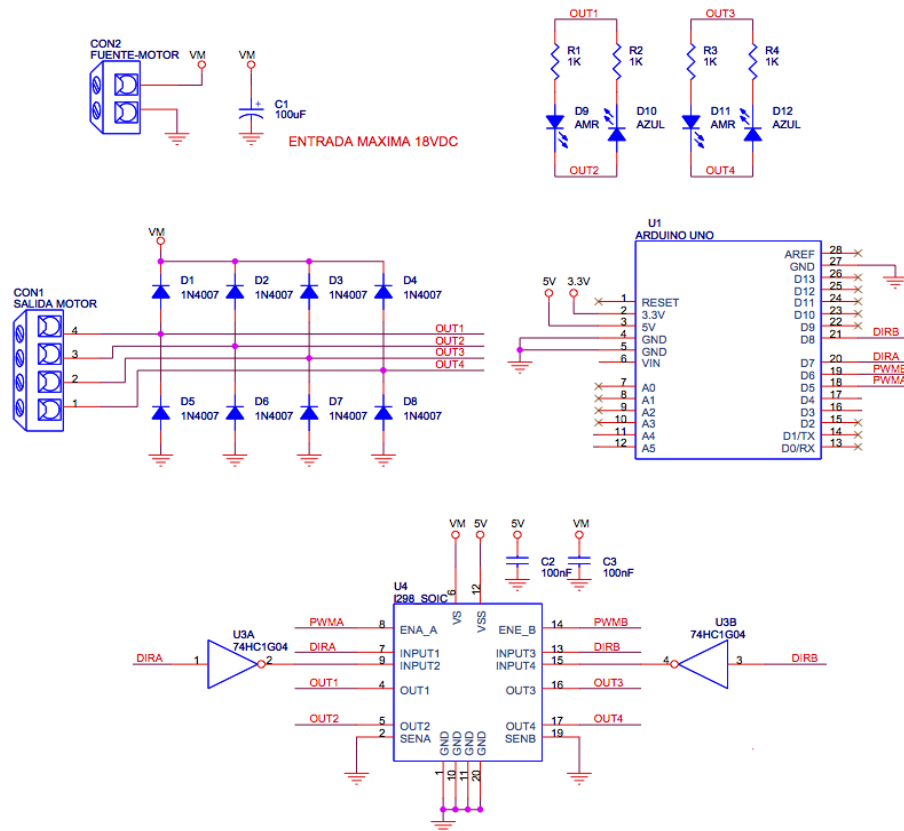 CON2
FUENTE-MOTOR
VM
VM
C1
100uF
+
ENTRADA MAXIMA 18VDC
OUT1
OUT3
R1
1K
R2
1K
R3
1K
R4
1K
D9
AMR
D10
AZUL
D11
AMR
D12
AZUL
OUT2
OUT4
VM
D1
1N4007
D2
1N4007
D3
1N4007
D4
1N4007
CON1
SALIDA MOTOR
4
3
2
1
OUT1
OUT2
OUT3
OUT4
D5
1N4007
D6
1N4007
D7
1N4007
D8
1N4007
U1
ARDUINO UNO
5V
3.3V
1 RESET
2 3.3V
3 5V
4 GND
5 GND
6 VIN
7 A0
8 A1
9 A2
10 A3
11 A4
12 A5
AREF 28
GND 27
D13 26
D12 25
D11 24
D10 23
D9 22
D8 21 DIRB
D7 20 DIRA
D6 19 PWMB
D5 18 PWMA
D4 17
D3 16
D2 15
D1/TX 14
D0/RX 13
VM
5V
5V
VM
C2
100nF
C3
100nF
U4
l298_SOIC
6
VS
12
VSS
PWMA 8 ENA_A
DIRA 7 INPUT1
9 INPUT2
OUT1 4 OUT1
OUT2 5 OUT2
2 SENA
ENE_B 14 PWMB
INPUT3 13 DIRB
INPUT4 15
OUT3 16 OUT3
OUT4 17 OUT4
SENB 19
GND GND GND GND
1 10 11 20
U3A
74HC1G04
DIRA 1 2
U3B
74HC1G04
4 3 DIRB